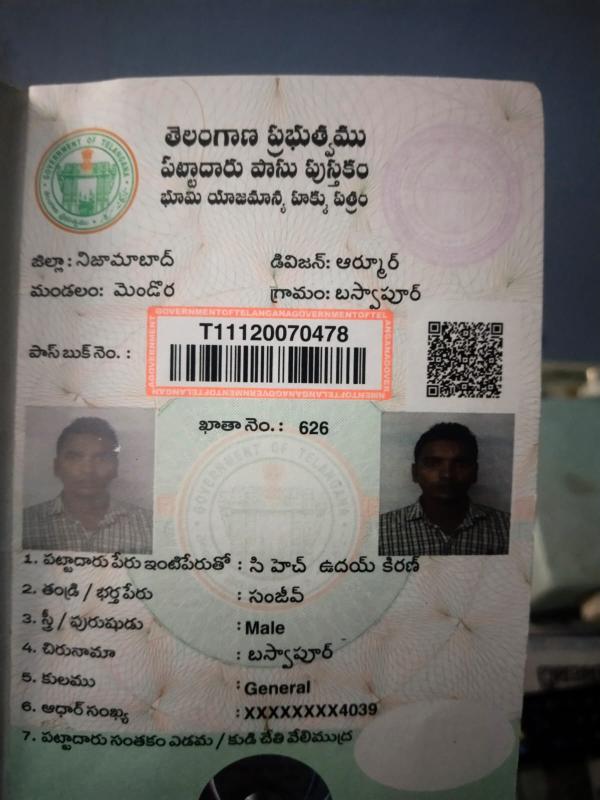 తెలంగాణ ప్రభుత్వము
పట్టాదారు పాసు పుస్తకం
భూమి యాజమాన్య హక్కు పత్రం
GOVERNMENT OF TELANGANA
జిల్లా: నిజామాబాద్ డివిజన్: ఆర్మూర్
మండలం: మెండోర గ్రామం: బస్వాపూర్
GOVERNMENTOFTELANGANAGOVERNMENTOFTEL
పాస్ బుక్ నెం. : T11120070478
ఖాతా నెం.: 626
GOVERNMENT OF TELANGANA
1. పట్టాదారు పేరు ఇంటిపేరుతో : సి హెచ్ ఉదయ్ కిరణ్
2. తండ్రి / భర్త పేరు : సంజీవ్
3. స్త్రీ / పురుషుడు : Male
4. చిరునామా : బస్వాపూర్
5. కులము : General
6. ఆధార్ సంఖ్య : XXXXXXXX4039
7. పట్టాదారు సంతకం ఎడమ / కుడి చేతి వేలిముద్ర